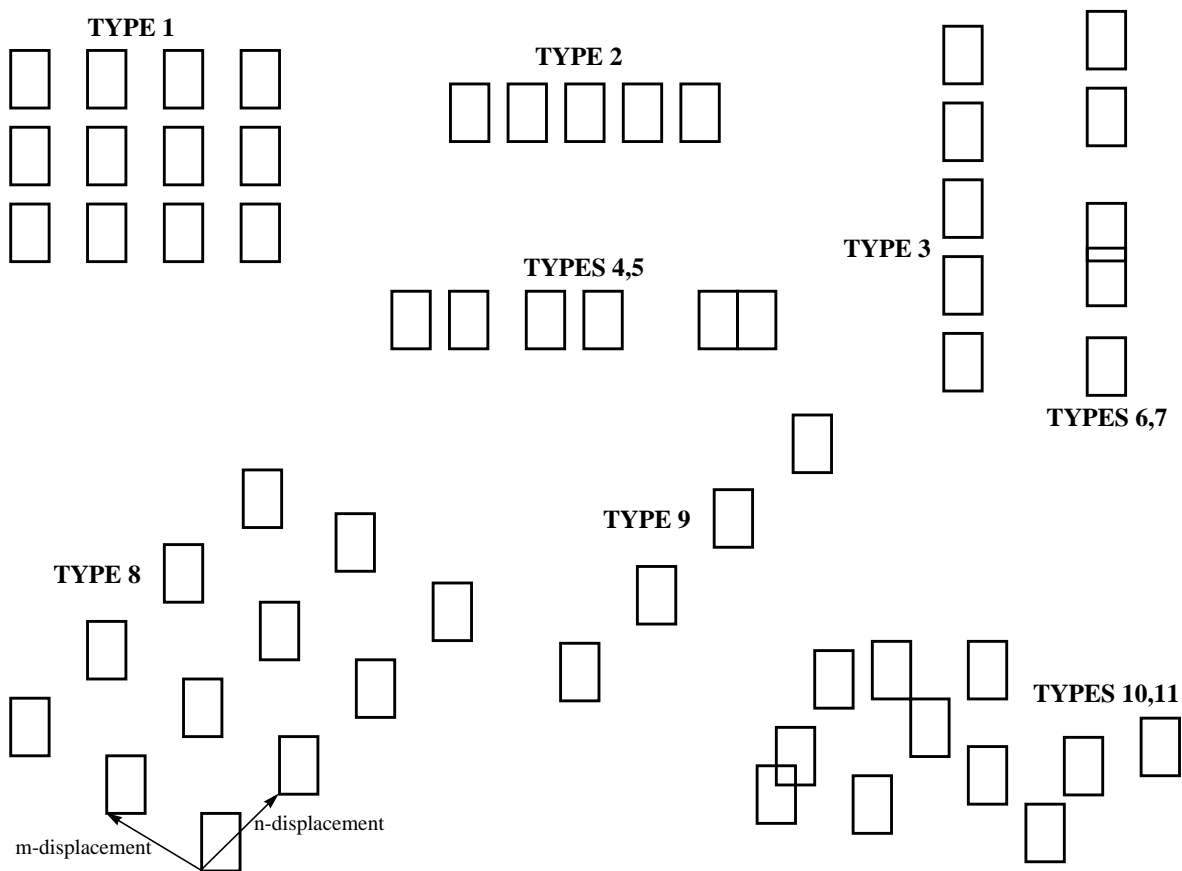 TYPE 1
TYPE 2
TYPE 3
TYPES 4,5
TYPES 6,7
TYPE 9
TYPE 8
TYPES 10,11
n-displacement
m-displacement